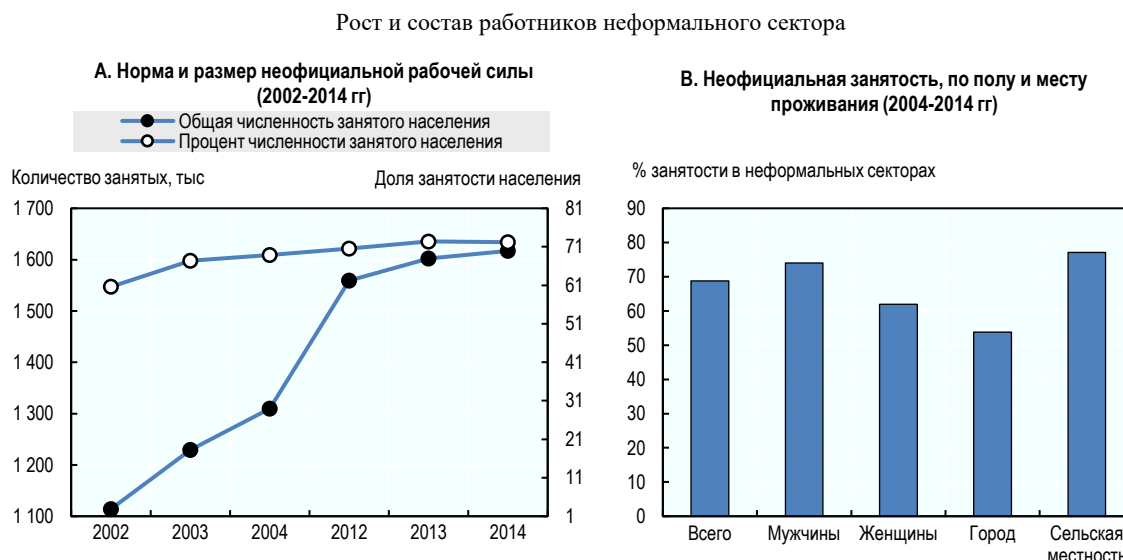 Рост и состав работников неформального сектора
A. Норма и размер неофициальной рабочей силы
(2002-2014 гг)
Общая численность занятого населения
Процент численности занятого населения
Количество занятых, тыс
Доля занятости населения
1 700
1 600
1 500
1 400
1 300
1 200
1 100
81
71
61
51
41
31
21
11
1
2002 2003 2004 2012 2013 2014
B. Неофициальная занятость, по полу и месту
проживания (2004-2014 гг)
% занятости в неформальных секторах
90
80
70
60
50
40
30
20
10
0
Всего Мужчины Женщины Город Сельская
местность